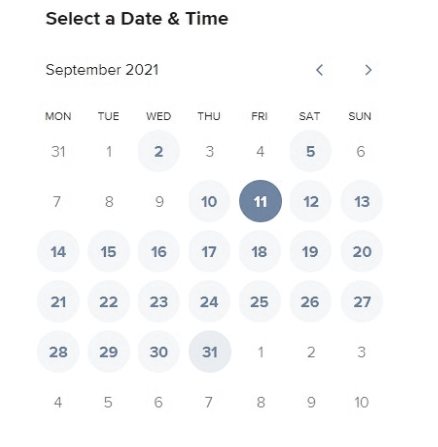 Select a Date & Time
September 2021 < >
MON TUE WED THU FRI SAT SUN
31 1 2 3 4 5 6
7 8 9 10 11 12 13
14 15 16 17 18 19 20
21 22 23 24 25 26 27
28 29 30 31 1 2 3
4 5 6 7 8 9 10